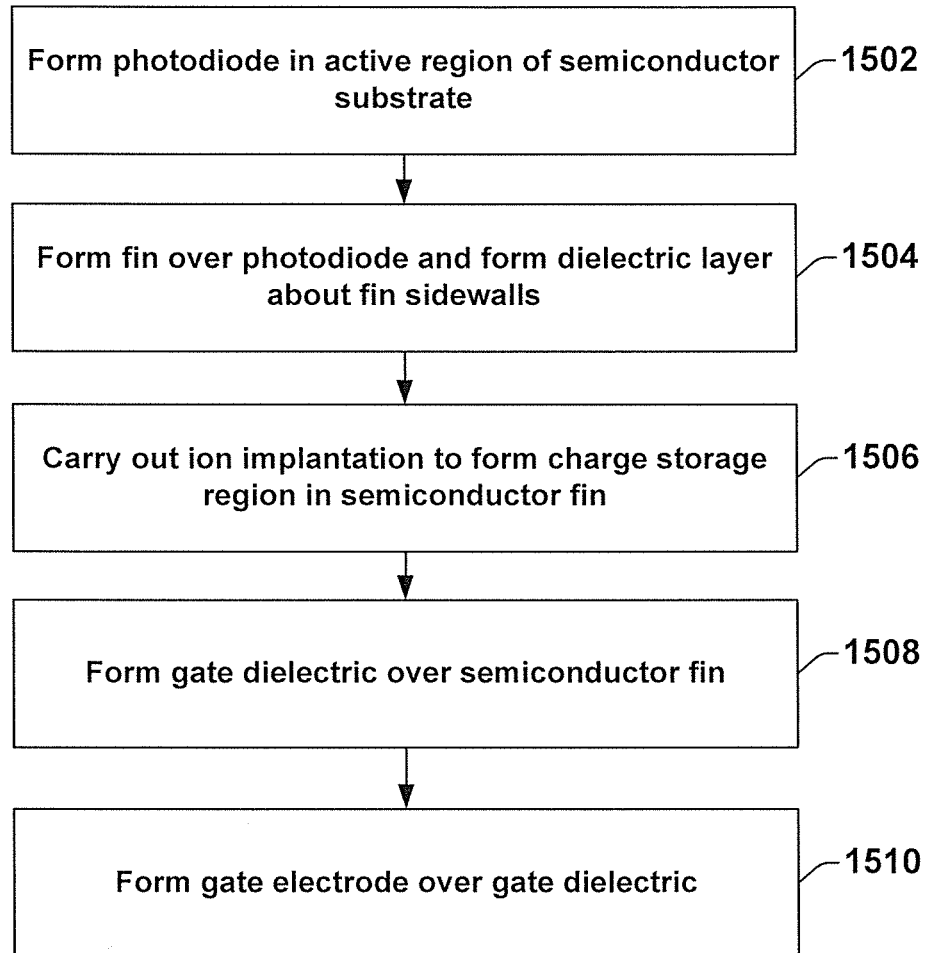 Form photodiode in active region of semiconductor
substrate
1502
Form fin over photodiode and form dielectric layer
about fin sidewalls
1504
Carry out ion implantation to form charge storage
region in semiconductor fin
1506
Form gate dielectric over semiconductor fin
1508
Form gate electrode over gate dielectric
1510